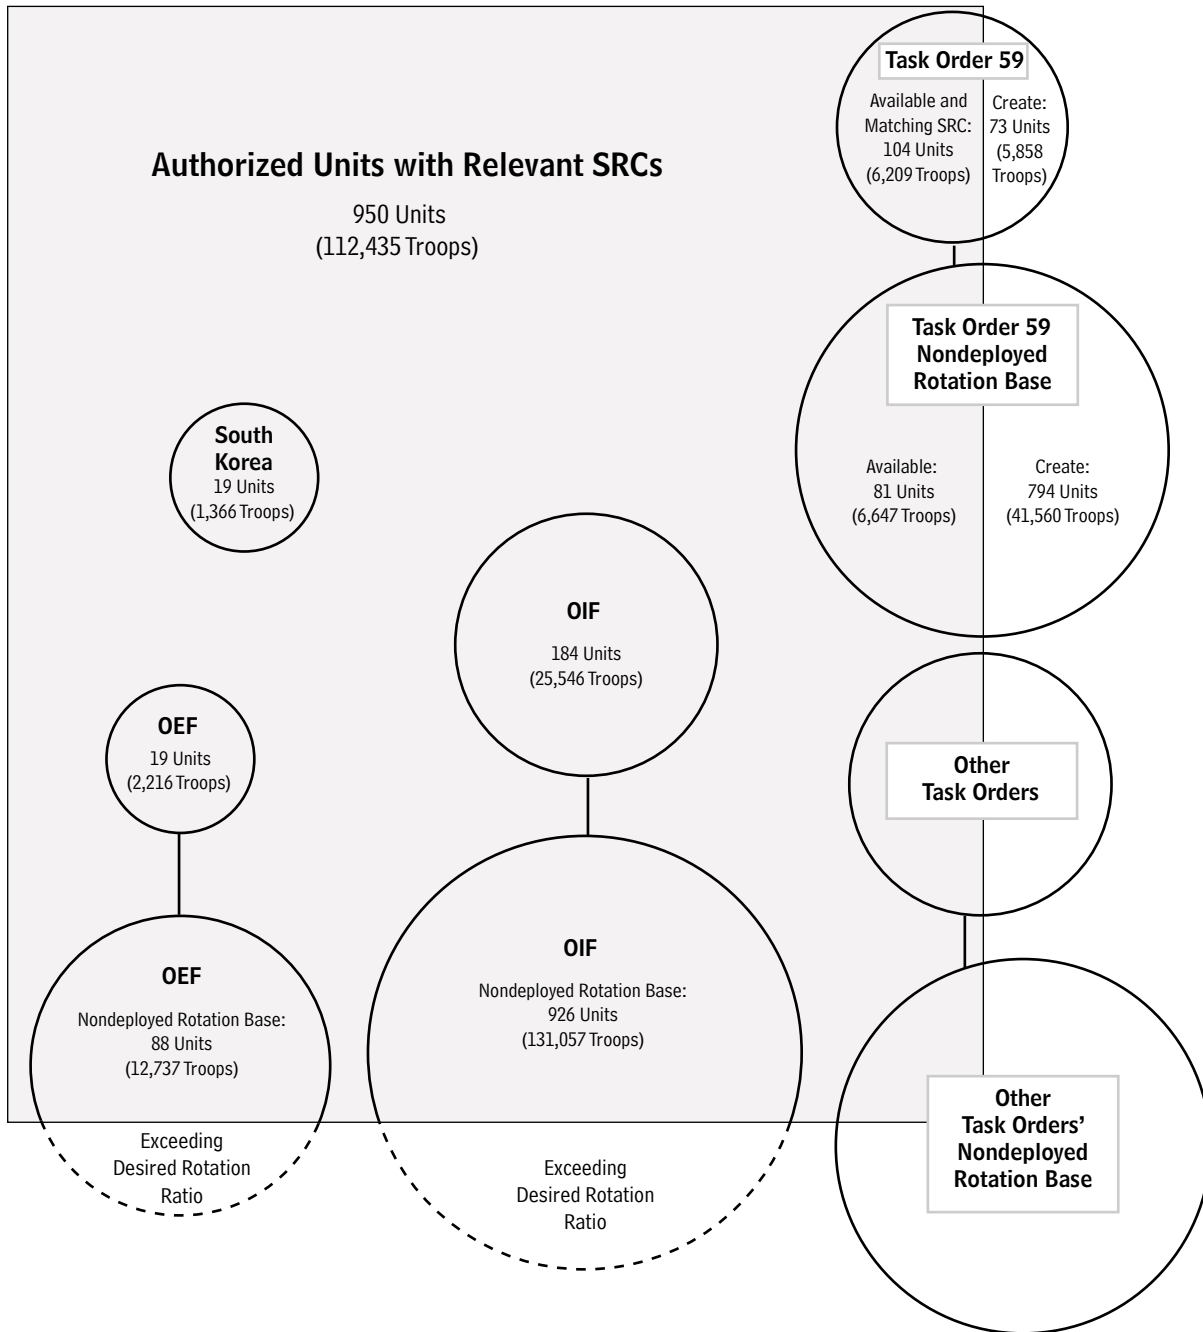 Authorized Units with Relevant SRCs
950 Units
(112,435 Troops)
Task Order 59
Available and
Matching SRC:
104 Units
(6,209 Troops)
Create:
73 Units
(5,858
Troops)
Task Order 59
Nondeployed
Rotation Base
Available:
81 Units
(6,647 Troops)
Create:
794 Units
(41,560 Troops)
South
Korea
19 Units
(1,366 Troops)
OIF
184 Units
(25,546 Troops)
OEF
19 Units
(2,216 Troops)
Other
Task Orders
OEF
Nondeployed Rotation Base:
88 Units
(12,737 Troops)
Exceeding
Desired Rotation
Ratio
OIF
Nondeployed Rotation Base:
926 Units
(131,057 Troops)
Exceeding
Desired Rotation
Ratio
Other
Task Orders’
Nondeployed
Rotation Base